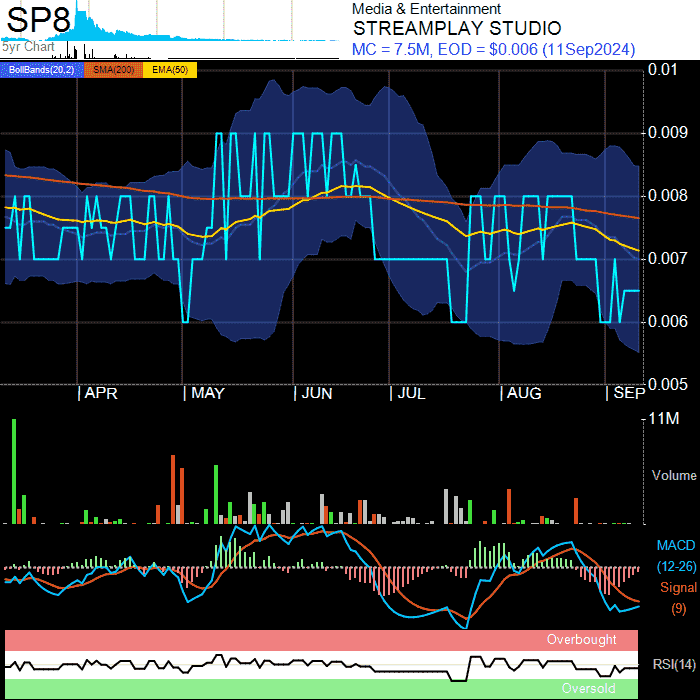 SP8
5yr Chart
Media & Entertainment
STREAMPLAY STUDIO
MC = 7.5M, EOD = $0.006 (11Sep2024)
BollBands(20,2) SMA(200) EMA(50)
0.01
0.009
0.008
0.007
0.006
0.005
APR MAY JUN JUL AUG SEP
11M
Volume
MACD
(12-26)
Signal
(9)
Overbought
RSI(14)
Oversold